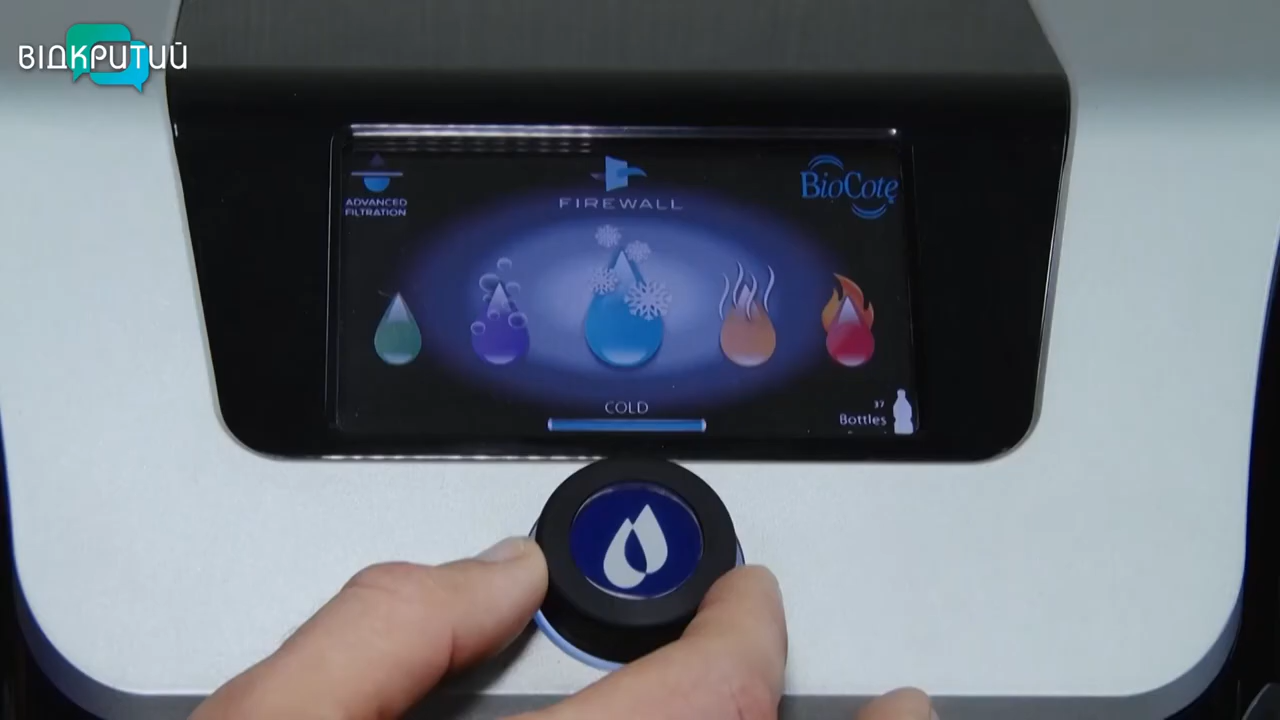 ВІДКРИТИЙ
ADVANCED
FILTRATION
FIREWALL
BioCote
COLD
37
Bottles